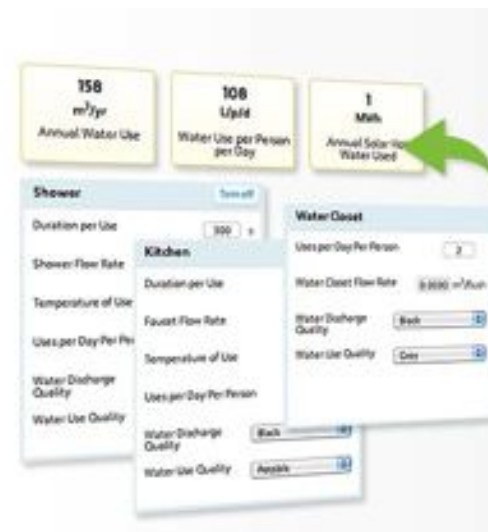 158
m³/yr
Annual Water Use
108
L/p/d
Water Use per Person
per Day
1
MWh
Annual Solar
Water Used
Shower
Turn off
Duration per Use
300 s
Shower Flow Rate
Temperature of Use
Uses per Day Per
Water Discharge
Quality
Water Use Quality
Kitchen
Duration per Use
Faucet Flow Rate
Temperature of Use
Uses per Day Per Person
Water Discharge
Quality
Black
Water Use Quality
Potable
Water Closet
Uses per Day Per Person
2
Water Closet Flow Rate
m³/flush
Water Discharge
Quality
Black
Water Use Quality
Grey